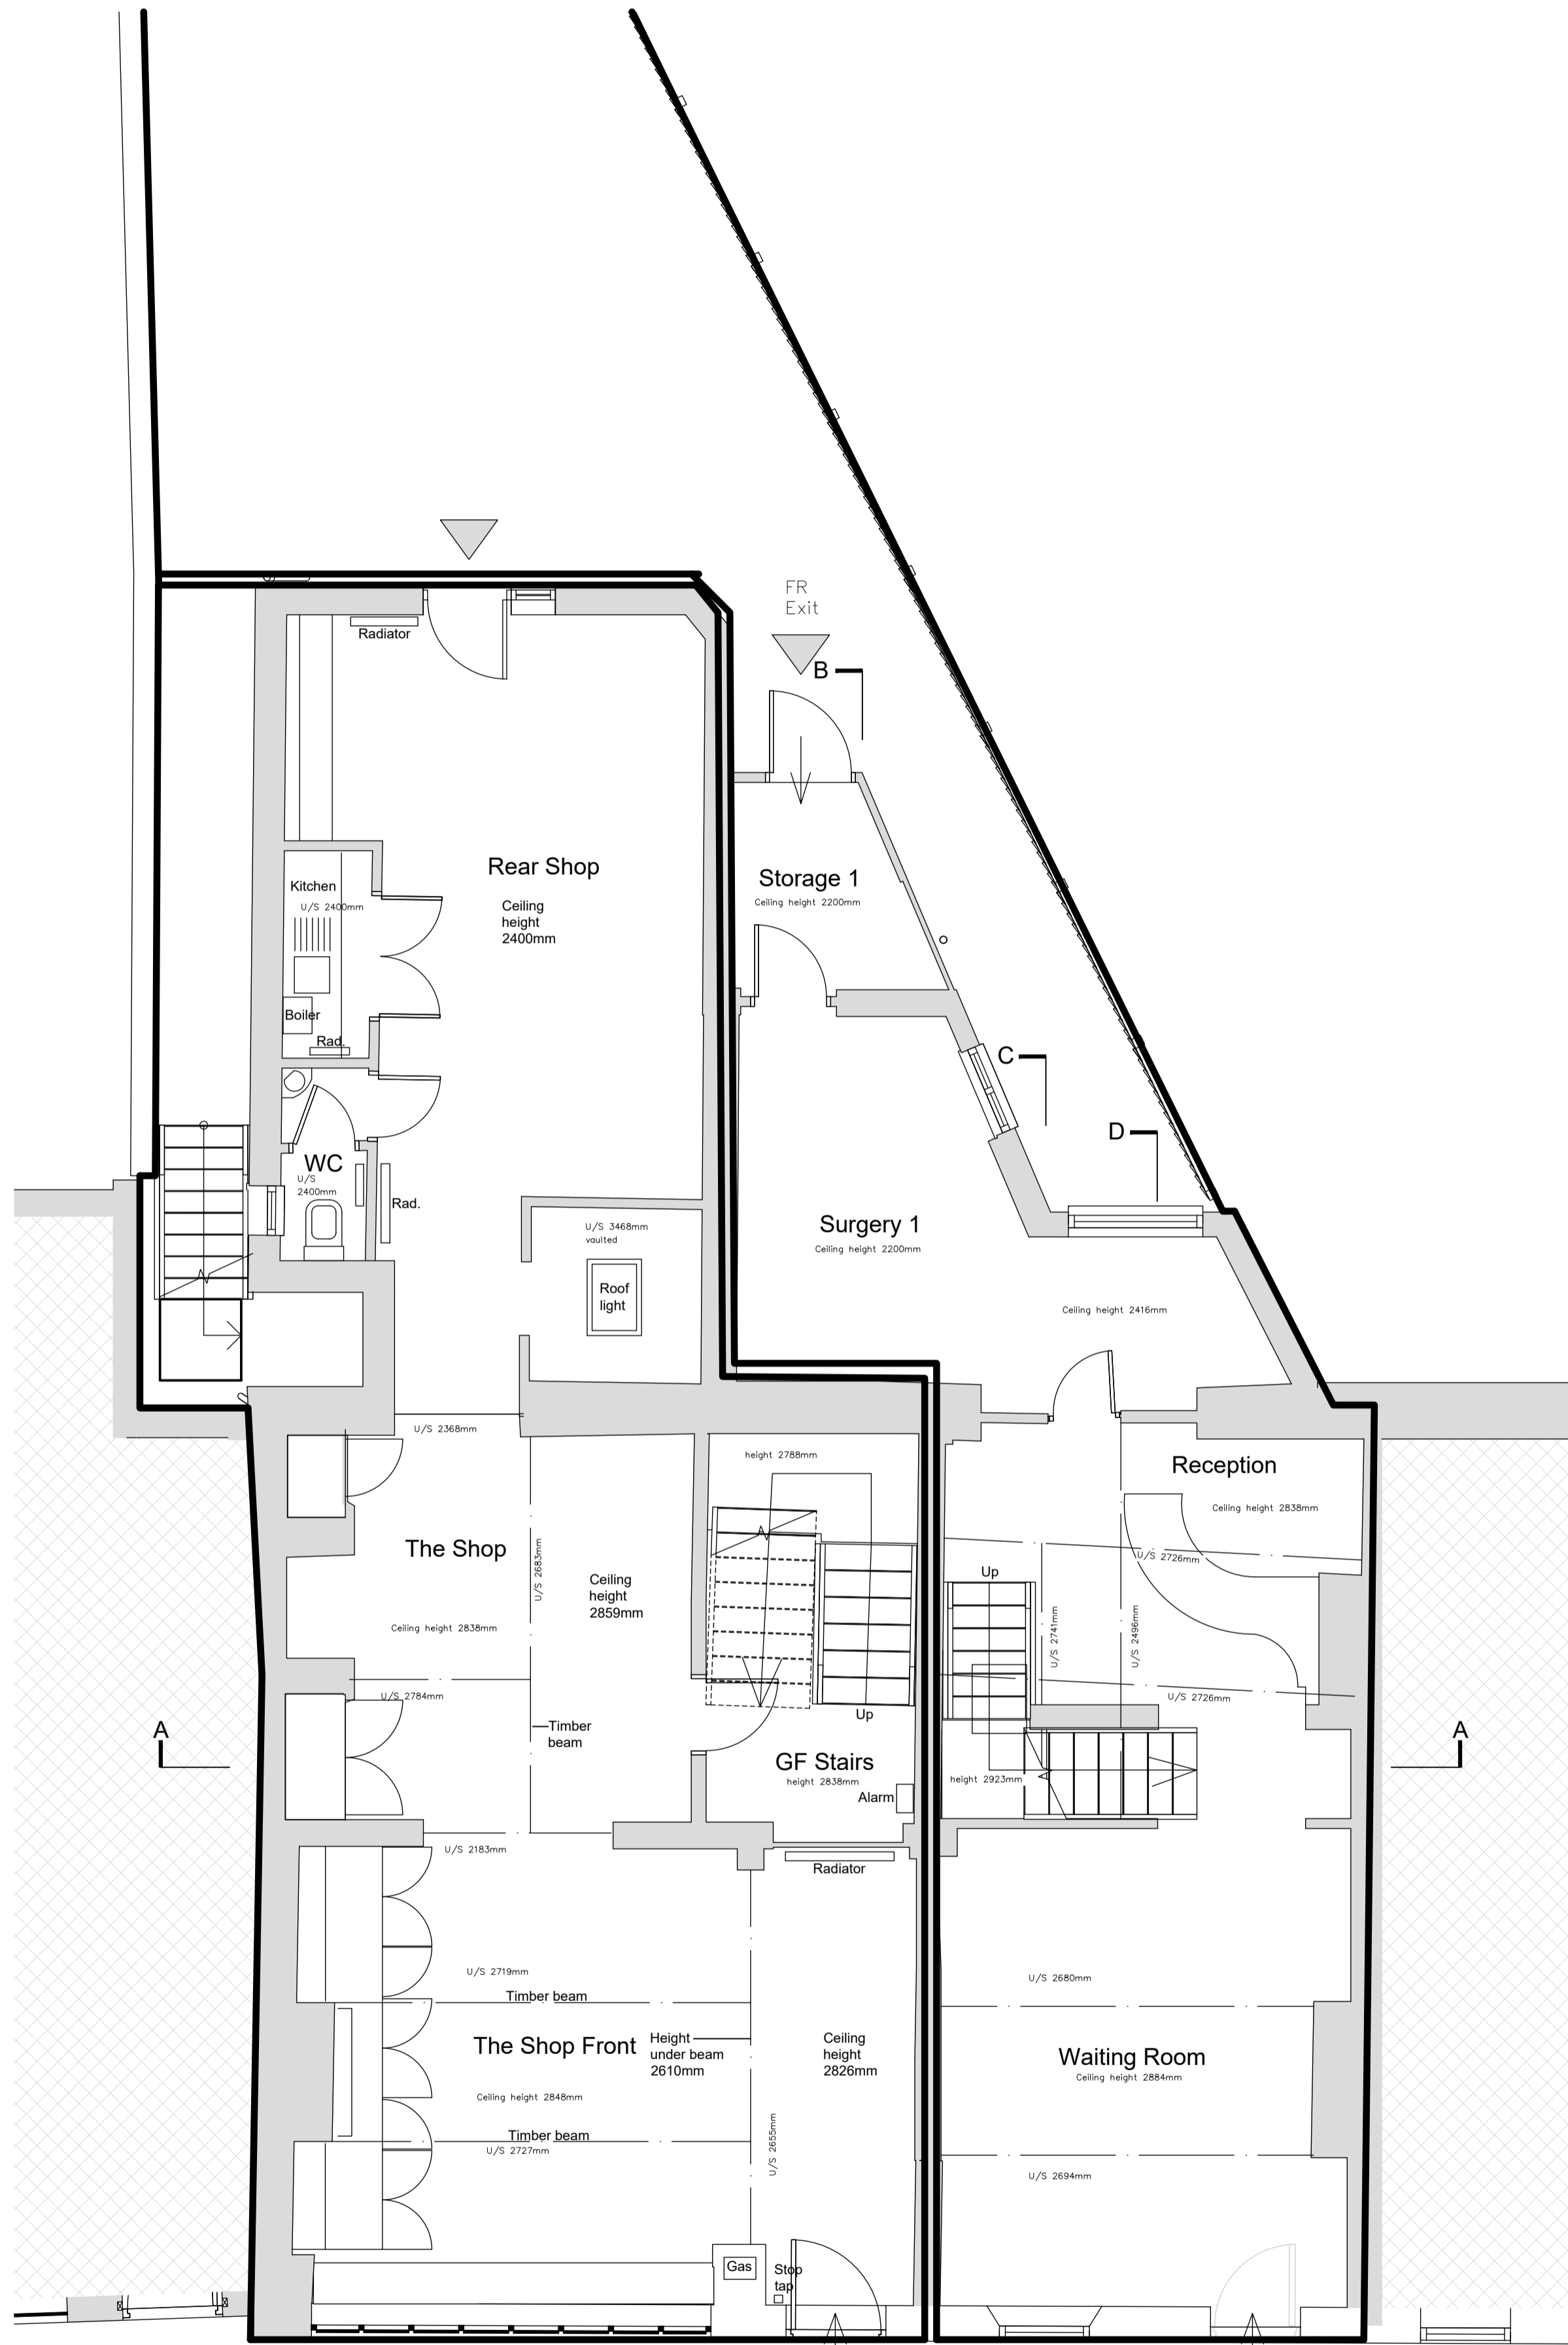 FR
Exit
B
Radiator
Rear Shop
Ceiling
height
2400mm
Kitchen
U/S 2400mm
Storage 1
Ceiling height 2200mm
Boiler
Rad.
C
D
WC
U/S
2400mm
Rad.
U/S 3468mm
vaulted
Roof
light
Surgery 1
Ceiling height 2200mm
Ceiling height 2416mm
U/S 2368mm
height 2788mm
Reception
Ceiling height 2838mm
The Shop
U/S 2683mm
Ceiling
height
2859mm
Ceiling height 2838mm
U/S 2726mm
Up
U/S 2741mm
U/S 2496mm
U/S 2784mm
U/S 2726mm
Up
A
Timber
beam
GF Stairs
height 2838mm
Alarm
height 2923mm
A
U/S 2183mm
Radiator
U/S 2719mm
Timber beam
U/S 2680mm
The Shop Front
Height
under beam
2610mm
Ceiling
height
2826mm
Waiting Room
Ceiling height 2884mm
Ceiling height 2848mm
Timber beam
U/S 2727mm
U/S 2655mm
U/S 2694mm
Gas
Stop
tap